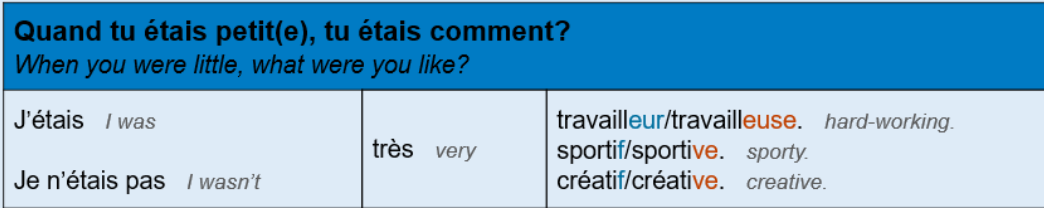 Quand tu étais petit(e), tu étais comment?
When you were little, what were you like?
J'étais I was
Je n'étais pas I wasn't
très very
travailleur/travailleuse. hard-working.
sportif/sportive. sporty.
créatif/créative. creative.